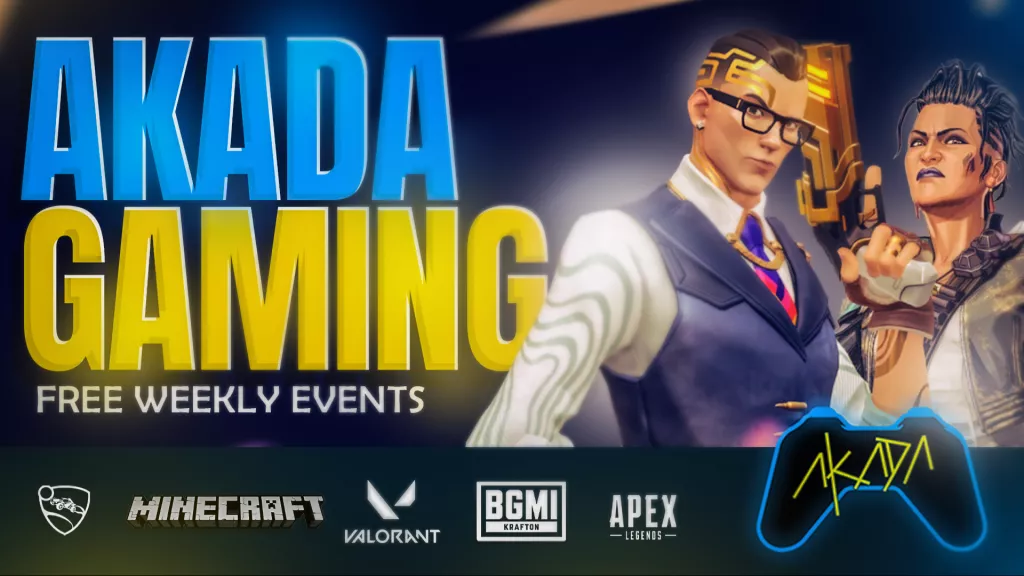 AKADA
GAMING
FREE WEEKLY EVENTS
MINECRAFT
VALORANT
BGMI
KRAFTON
APEX
LEGENDS
AKADA